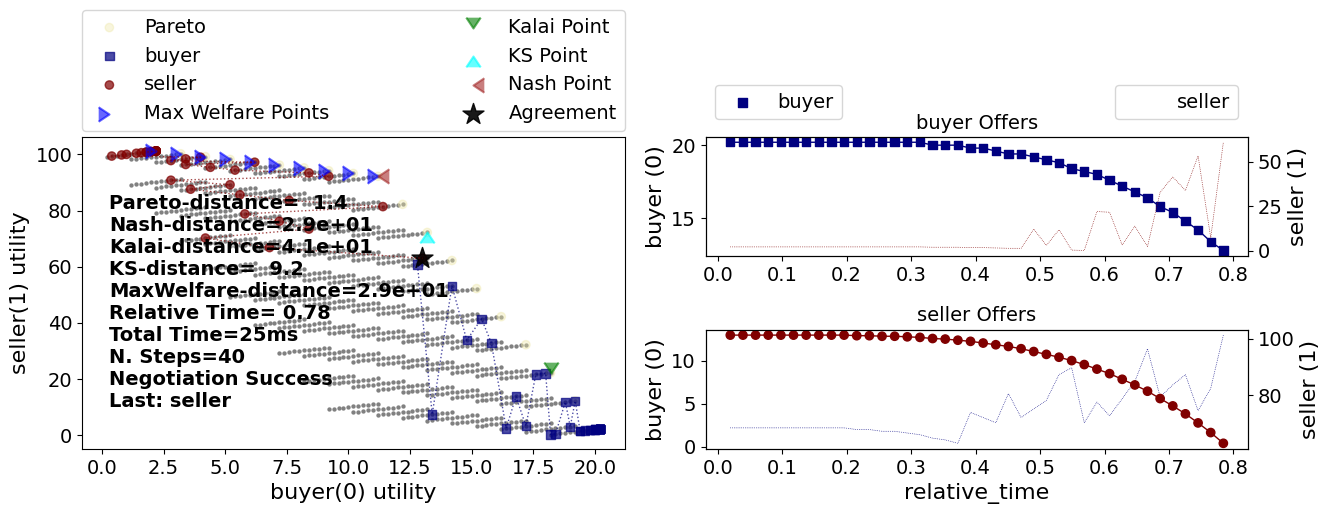 Pareto
buyer
seller
Max Welfare Points
Kalai Point
KS Point
Nash Point
Agreement
seller(1) utility
100
80
60
40
20
0
Pareto-distance=  1.4
Nash-distance=2.9e+01
Kalai-distance=4.1e+01
KS-distance=  9.2
MaxWelfare-distance=2.9e+01
Relative Time= 0.78
Total Time=25ms
N. Steps=40
Negotiation Success
Last: seller
0.0 2.5 5.0 7.5 10.0 12.5 15.0 17.5 20.0
buyer(0) utility
buyer
seller
buyer Offers
buyer (0)
20
15
50
25
0
seller (1)
0.0 0.1 0.2 0.3 0.4 0.5 0.6 0.7 0.8
seller Offers
buyer (0)
10
5
0
100
80
seller (1)
0.0 0.1 0.2 0.3 0.4 0.5 0.6 0.7 0.8
relative_time